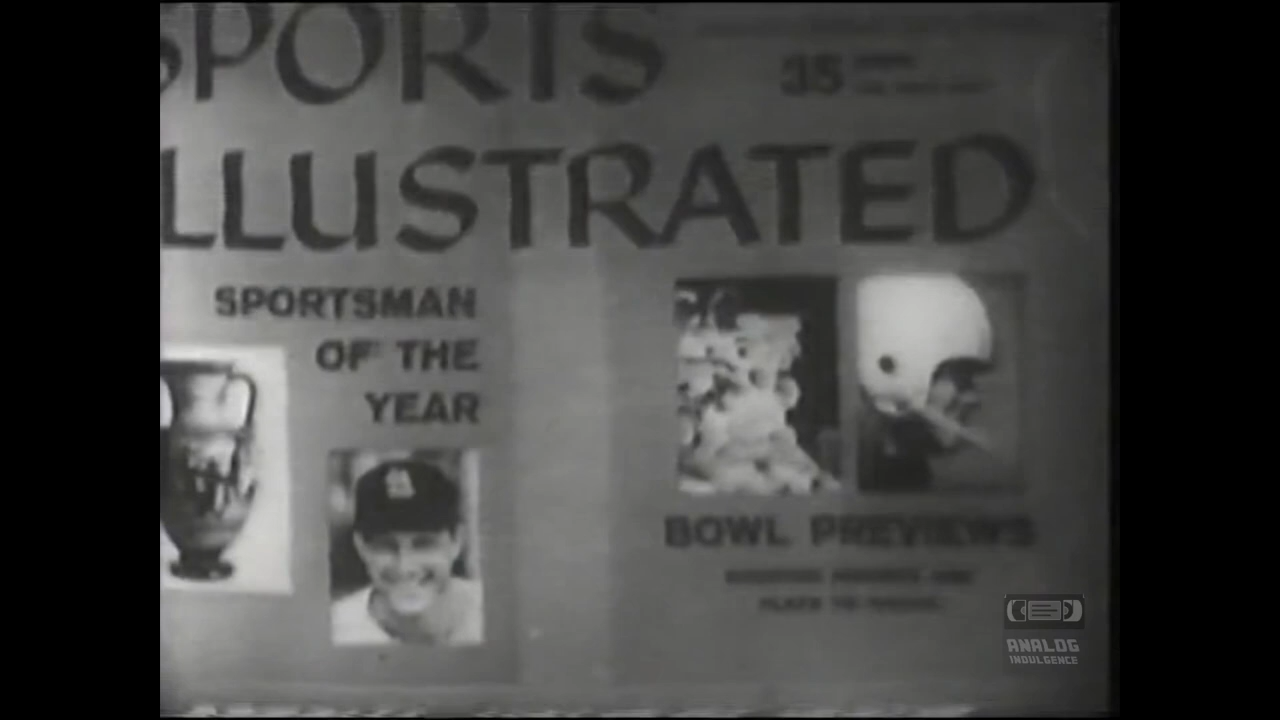 SPORTS
35
ILLUSTRATED
SPORTSMAN
OF THE
YEAR
BOWL PREVIEWS
ANALOG
INDULGENCE